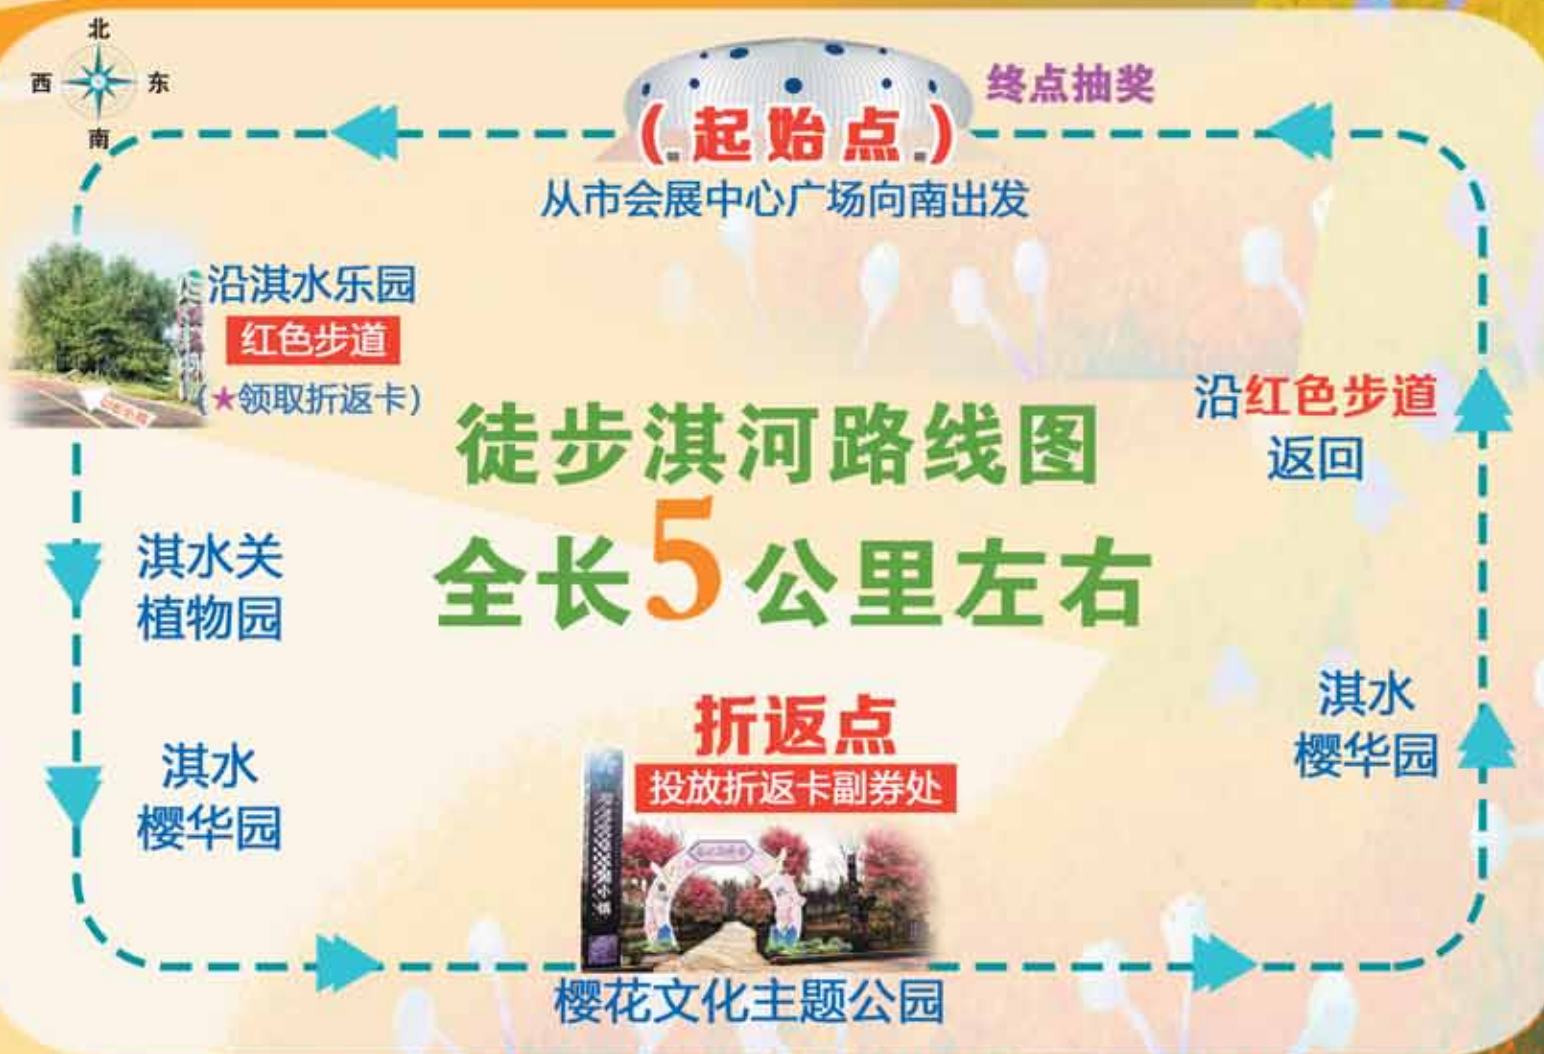 北
西
东
南
终点抽奖
(起始点)
从市会展中心广场向南出发
沿淇水乐园
红色步道
(★领取折返卡)
沿红色步道
返回
徒步淇河路线图
全长5公里左右
淇水关
植物园
淇水
樱华园
折返点
投放折返卡副券处
淇水
樱华园
樱花文化主题公园